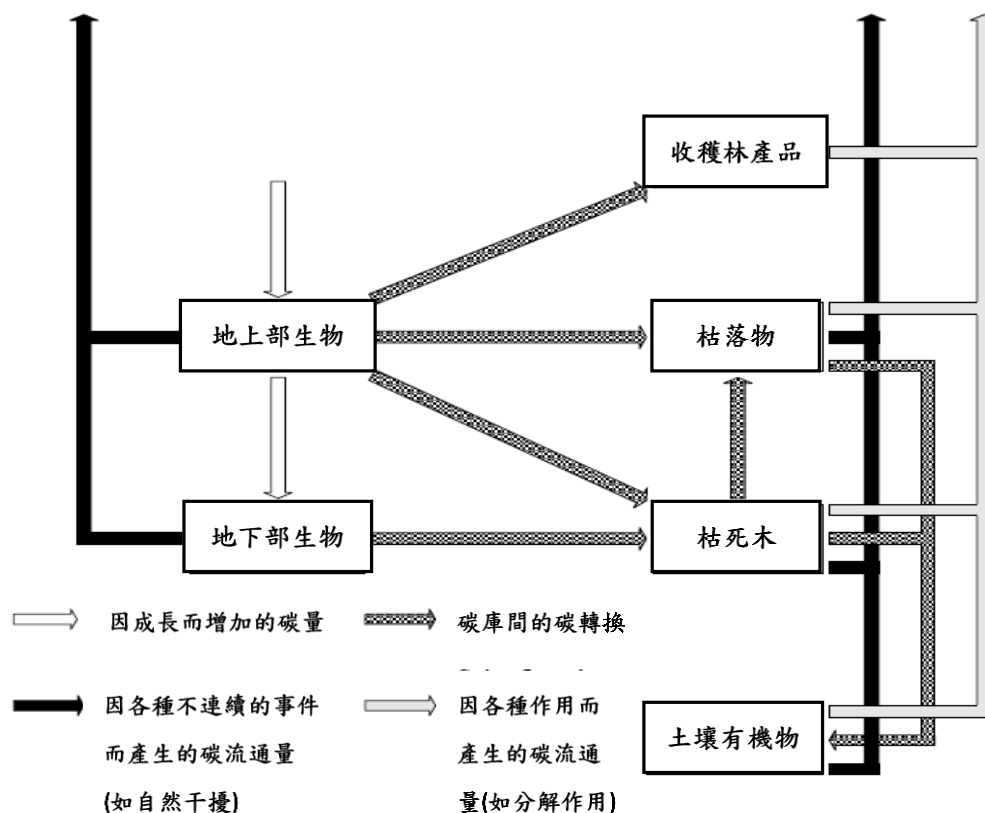 收穫林產品
地上部生物
枯落物
地下部生物
枯死木
因成長而增加的碳量
碳庫間的碳轉換
因各種不連續的事件
而產生的碳流通量
(如自然干擾)
因各種作用而
產生的碳流通
量(如分解作用)
土壤有機物